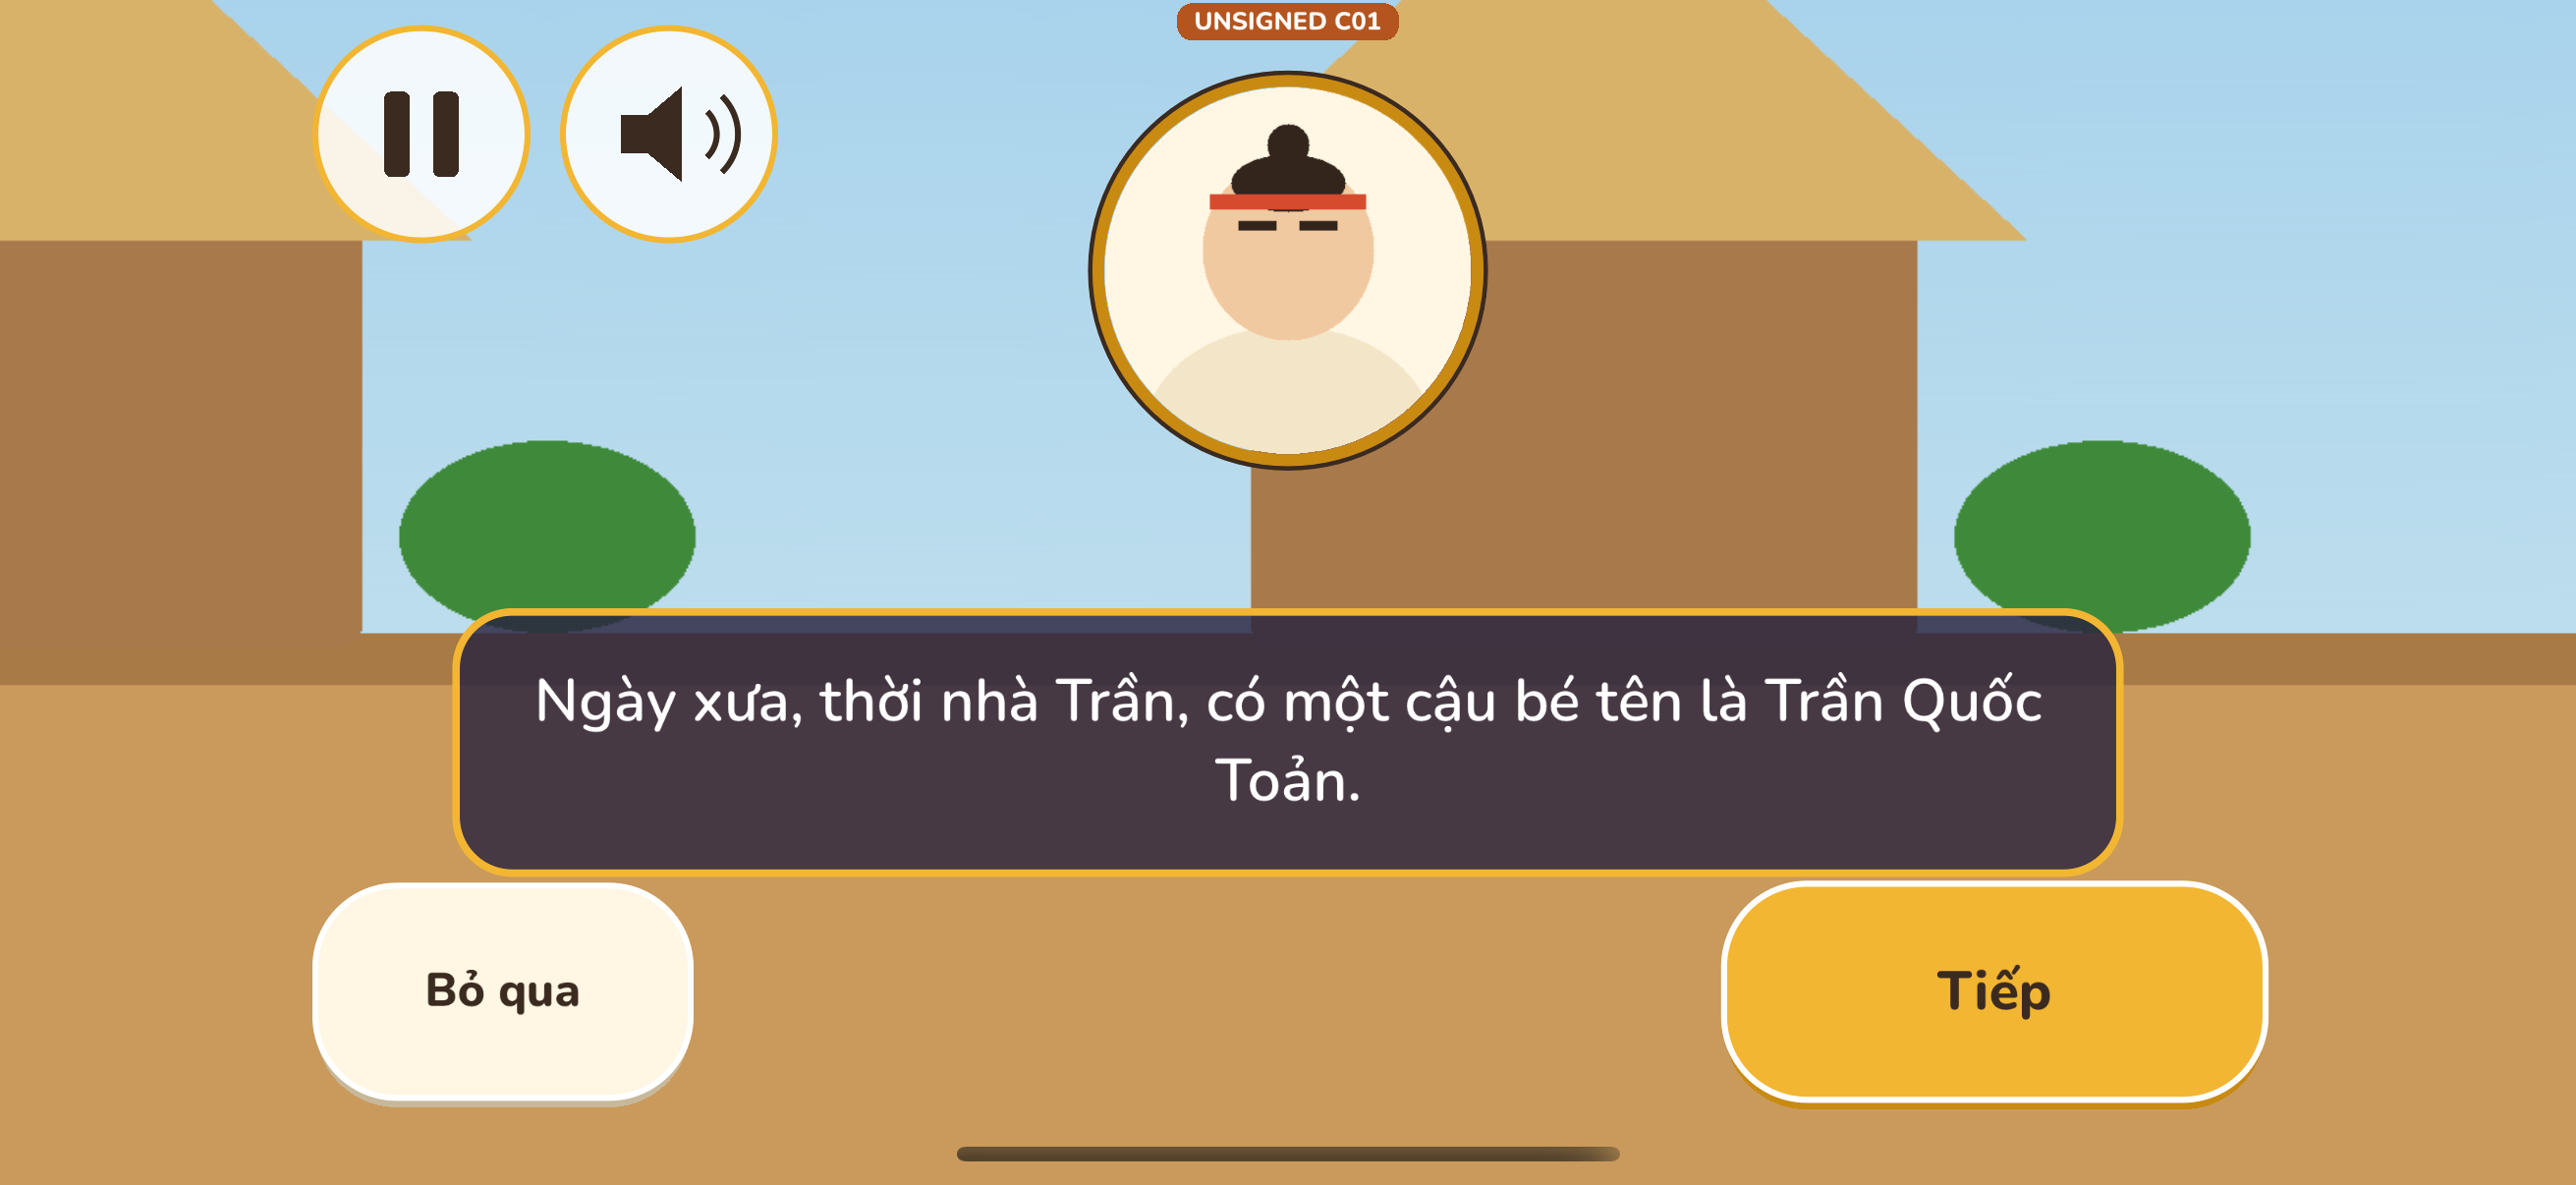 UNSIGNED C01
Ngày xưa, thời nhà Trần, có một cậu bé tên là Trần Quốc
Toản.
Bỏ qua
Tiếp